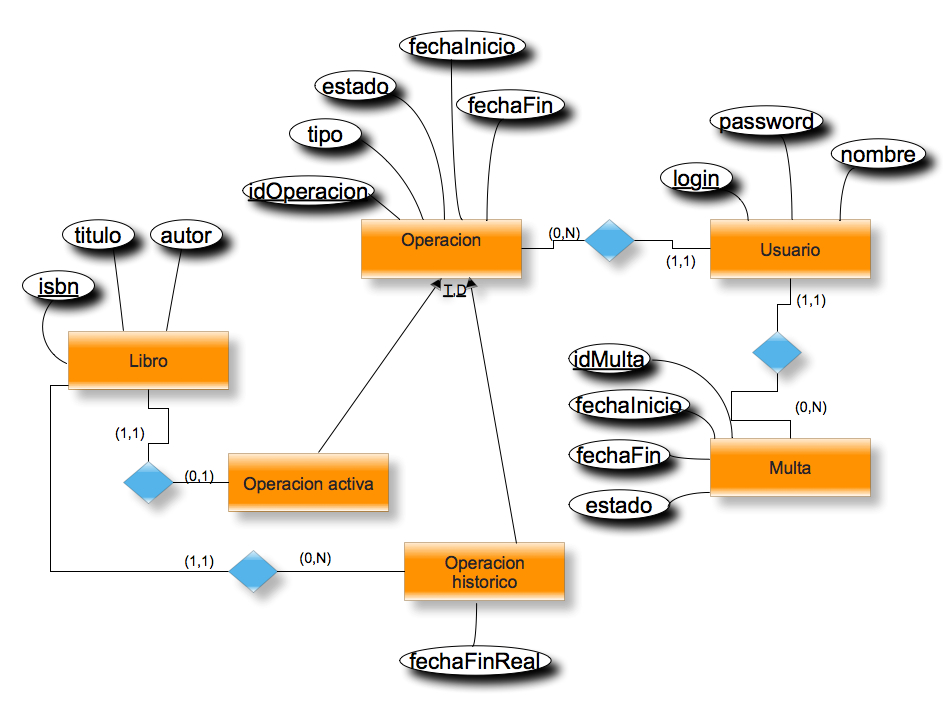 fechaInicio
estado
fechaFin
password
tipo
nombre
login
idOperacion
titulo
autor
Operacion
(0,N)
Usuario
(1,1)
isbn
I,D
(1,1)
Libro
idMulta
fechaInicio
(0,N)
(1,1)
fechaFin
Multa
(0,1)
Operacion activa
estado
(1,1)
(0,N)
Operacion
historico
fechaFinReal